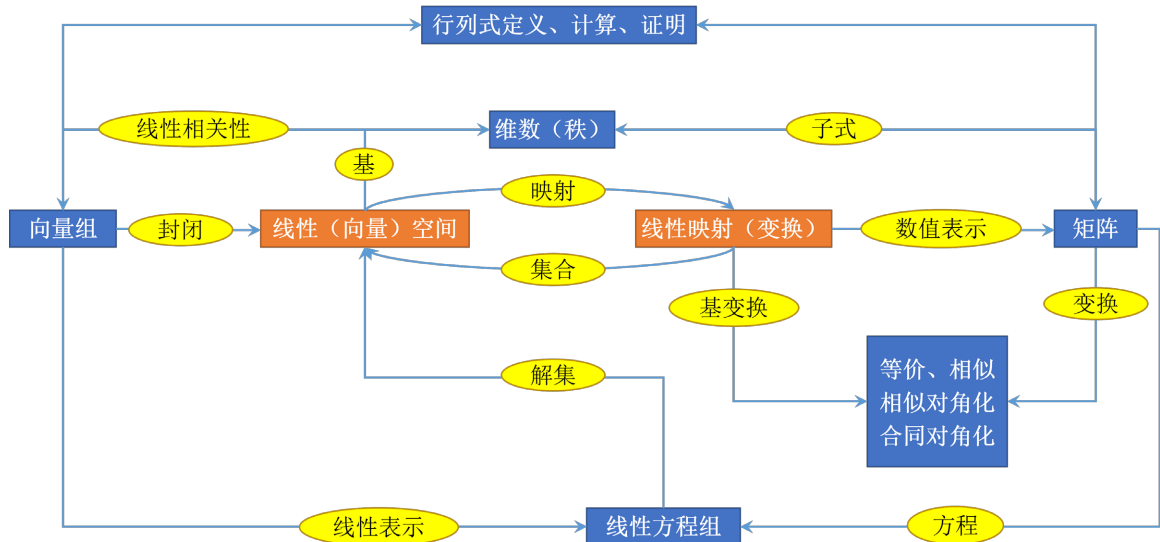 行列式定义、计算、证明
线性相关性
维数（秩）
子式
基
映射
向量组
封闭
线性（向量）空间
线性映射（变换）
数值表示
矩阵
集合
基变换
变换
解集
等价、相似
相似对角化
合同对角化
线性表示
线性方程组
方程